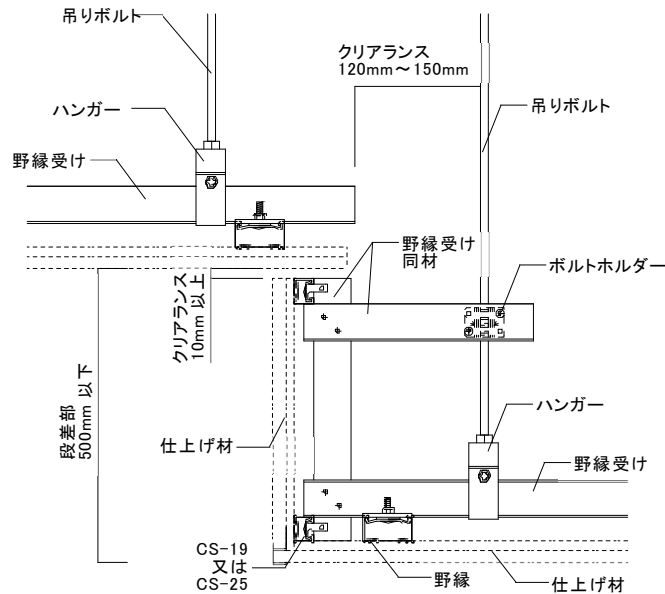 吊りボルト
クリアランス
120mm～150mm
ハンガー
吊りボルト
野縁受け
野縁受け
同材
ボルトホルダー
クリアランス
10mm 以上
段差部
500mm 以下
仕上げ材
ハンガー
野縁受け
CS-19
又は
CS-25
野縁
仕上げ材